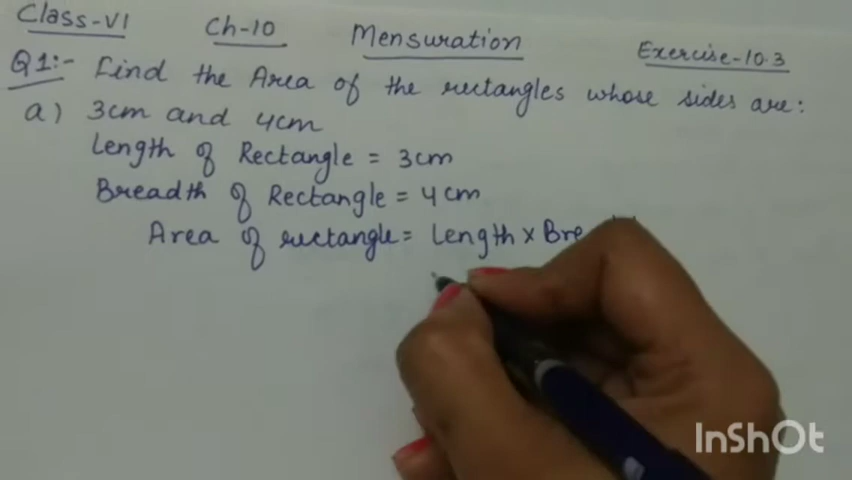 Class-VI Ch-10 Mensuration Exercise-10.3
Q1:- Find the Area of the rectangles whose sides are:
a) 3cm and 4cm
Length of Rectangle = 3cm
Breadth of Rectangle = 4cm
Area of rectangle = Length × Bre
InShOt